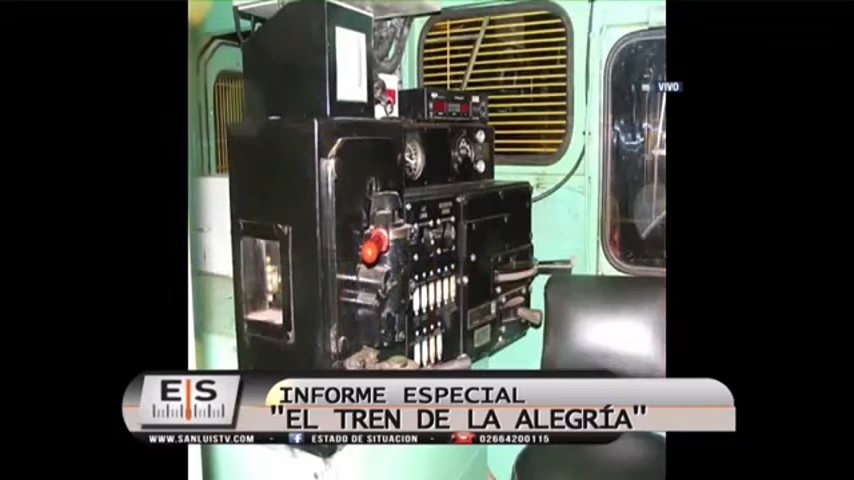 VIVO
E S
INFORME ESPECIAL
"EL TREN DE LA ALEGRÍA"
WWW.SANLUISTV.COM - ESTADO DE SITUACION - 02664200115